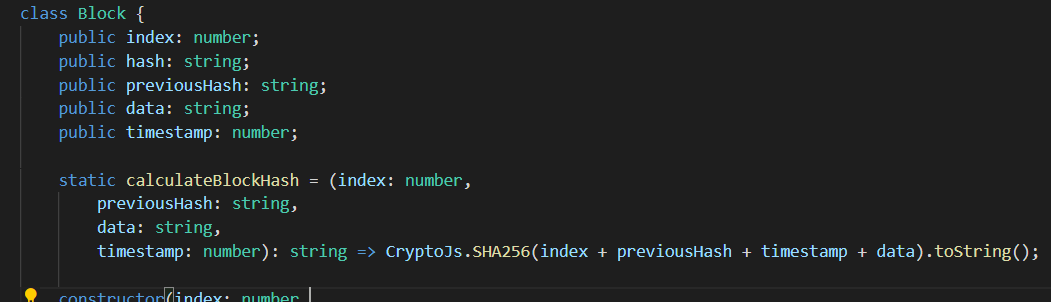 class Block {
public index: number;
public hash: string;
public previousHash: string;
public data: string;
public timestamp: number;
static calculateBlockHash = (index: number,
previousHash: string,
data: string,
timestamp: number): string => CryptoJs.SHA256(index + previousHash + timestamp + data).toString();
constructor(index: number